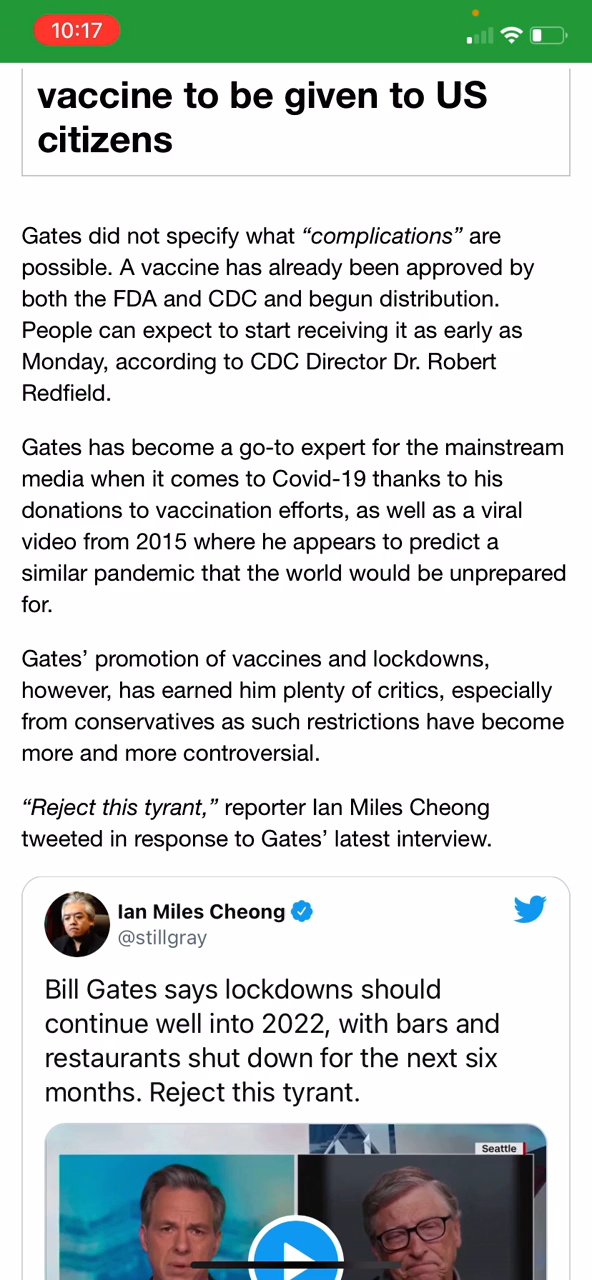 10:17
vaccine to be given to US
citizens
Gates did not specify what “complications” are
possible. A vaccine has already been approved by
both the FDA and CDC and begun distribution.
People can expect to start receiving it as early as
Monday, according to CDC Director Dr. Robert
Redfield.
Gates has become a go-to expert for the mainstream
media when it comes to Covid-19 thanks to his
donations to vaccination efforts, as well as a viral
video from 2015 where he appears to predict a
similar pandemic that the world would be unprepared
for.
Gates’ promotion of vaccines and lockdowns,
however, has earned him plenty of critics, especially
from conservatives as such restrictions have become
more and more controversial.
“Reject this tyrant,” reporter Ian Miles Cheong
tweeted in response to Gates’ latest interview.
Ian Miles Cheong
@stillgray
Bill Gates says lockdowns should
continue well into 2022, with bars and
restaurants shut down for the next six
months. Reject this tyrant.
Seattle